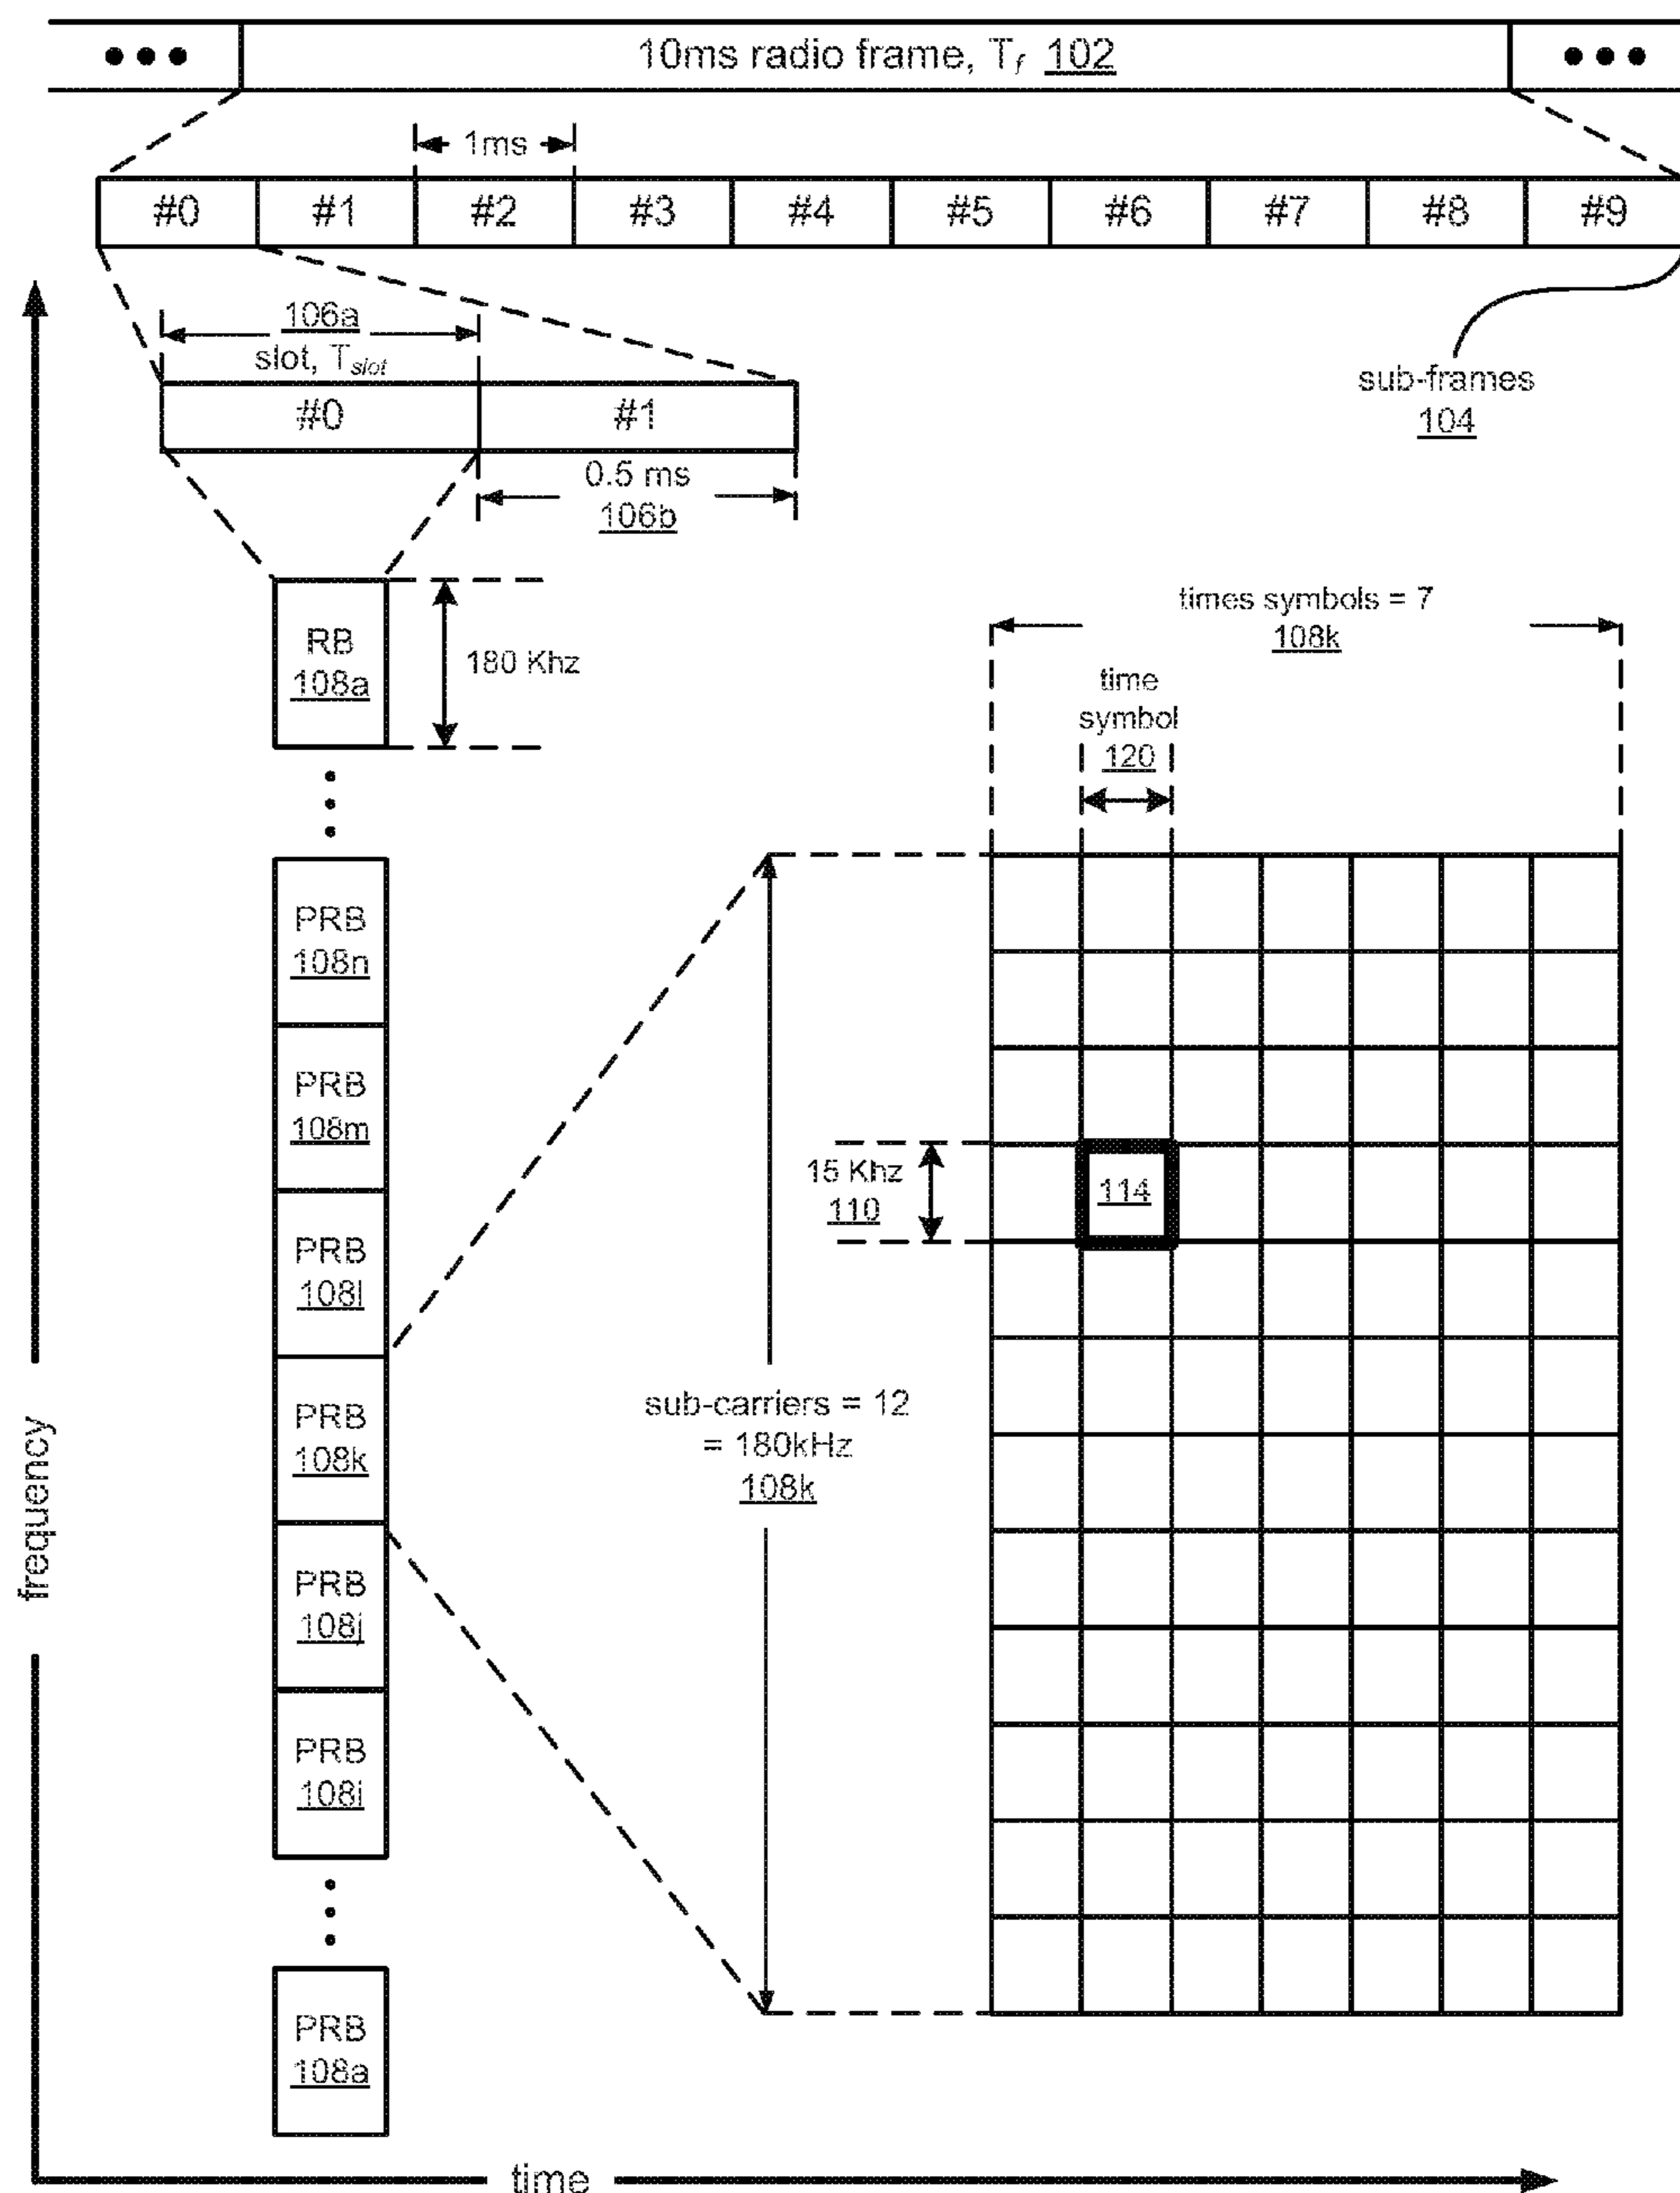 10ms radio frame, Tf 102
1ms
#0 #1 #2 #3 #4 #5 #6 #7 #8 #9
106a
slot, Tslot
#0 #1
sub-frames
104
0.5 ms
106b
RB
108a
180 Khz
times symbols = 7
108k
time
symbol
120
PRB
108n
PRB
108m
15 Khz
110
114
PRB
108l
PRB
108k
sub-carriers = 12
= 180kHz
108k
frequency
PRB
108j
PRB
108i
PRB
108a
time